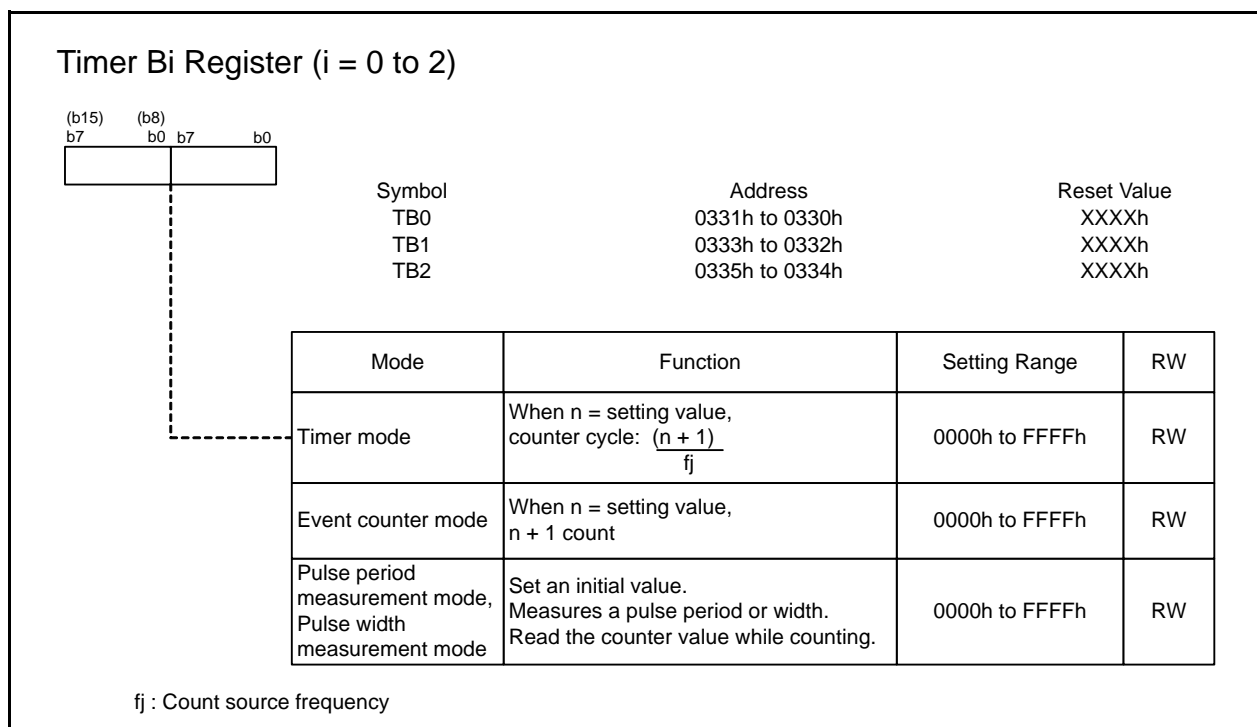 Timer Bi Register (i = 0 to 2)
(b15) (b8)
b7 b0 b7 b0
Symbol Address Reset Value
TB0 0331h to 0330h XXXXh
TB1 0333h to 0332h XXXXh
TB2 0335h to 0334h XXXXh
Mode Function Setting Range RW
Timer mode When n = setting value,
counter cycle: (n + 1)
fj
0000h to FFFFh RW
Event counter mode When n = setting value,
n + 1 count
0000h to FFFFh RW
Pulse period
measurement mode,
Pulse width
measurement mode
Set an initial value.
Measures a pulse period or width.
Read the counter value while counting.
0000h to FFFFh RW
fj : Count source frequency